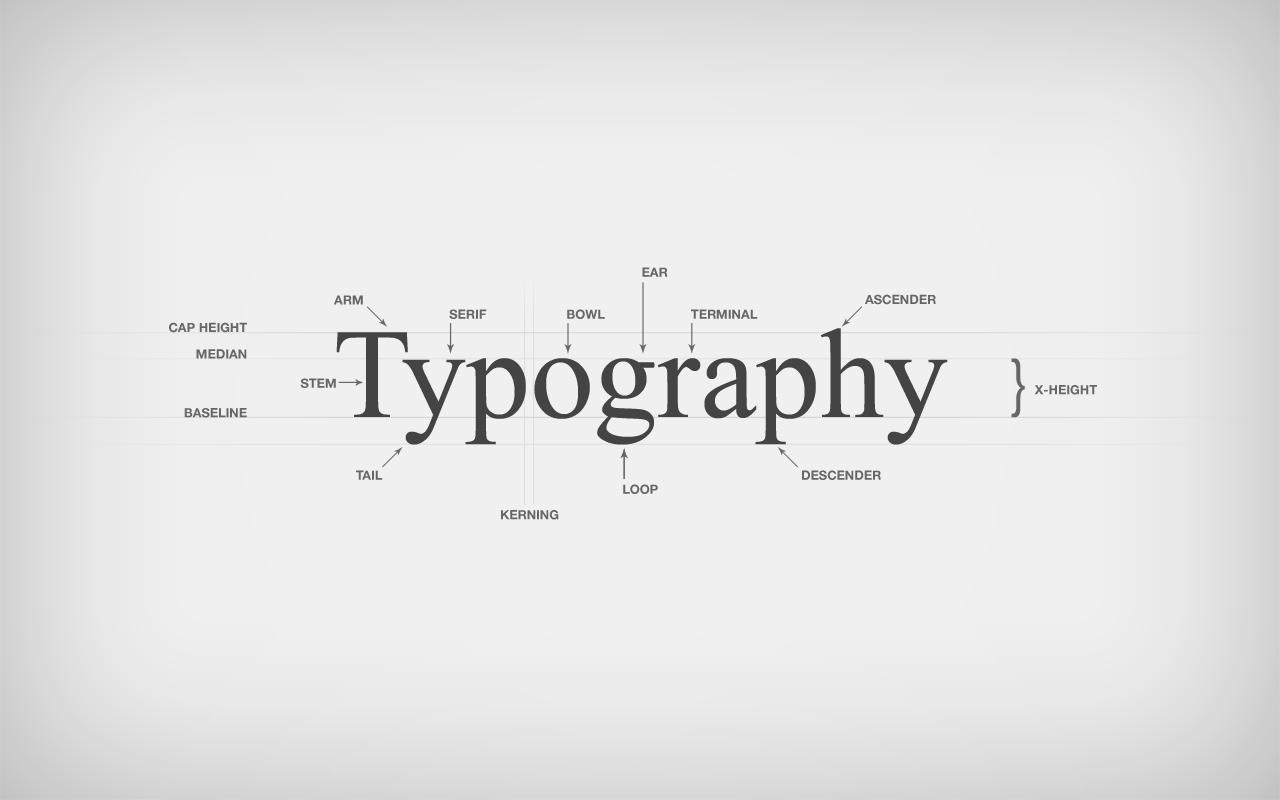 EAR
ARM
ASCENDER
SERIF
BOWL
TERMINAL
CAP HEIGHT
MEDIAN
STEM
BASELINE
Typography
X-HEIGHT
TAIL
DESCENDER
LOOP
KERNING